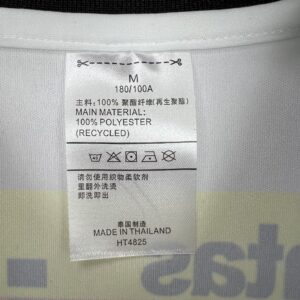 M
180/100A
主料：100% 聚酯纤维(再生聚酯)
MAIN MATERIAL:
100% POLYESTER
(RECYCLED)
请勿使用织物柔软剂
里翻外洗烫
即洗即出
泰国制造
MADE IN THAILAND
HT4825